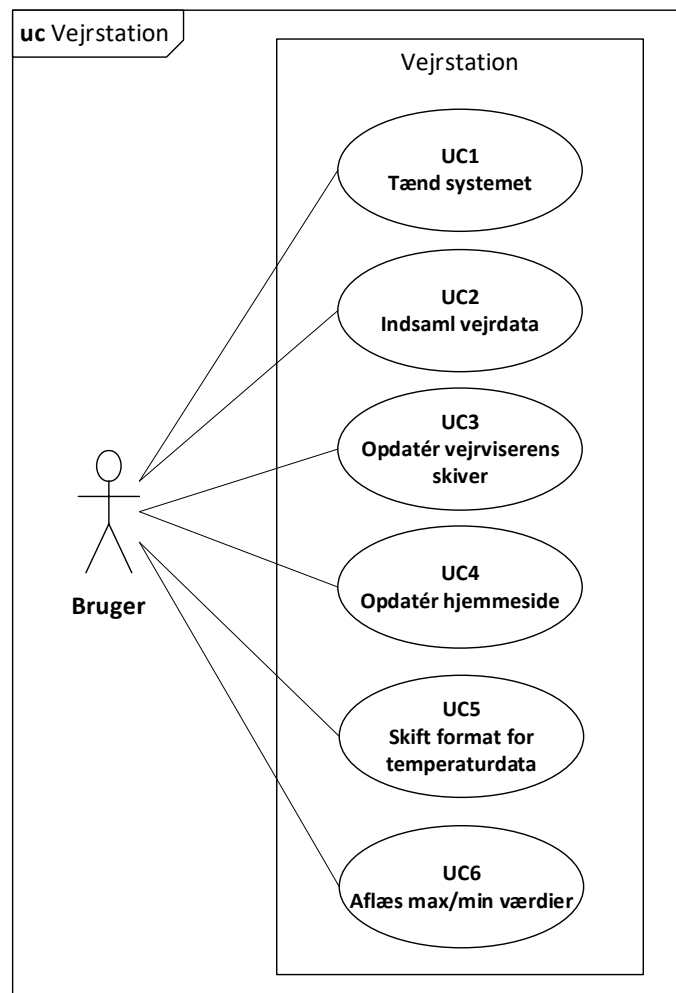 uc Vejrstation
Vejrstation
UC1
Tænd systemet
UC2
Indsaml vejrdata
UC3
Opdatér vejrviserens
skiver
UC4
Opdatér hjemmeside
Bruger
UC5
Skift format for
temperaturdata
UC6
Aflæs max/min værdier